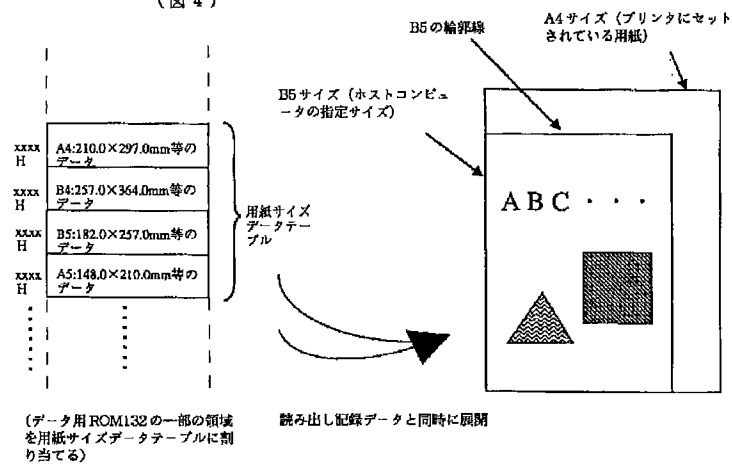 (図4)
B5の輪郭線
A4サイズ (プリンタにセット
されている用紙)
B5サイズ (ホストコンピュ
ータの指定サイズ)
xxxx
H
A4:210.0×297.0mm等の
データ
xxxx
H
B4:257.0×364.0mm等の
データ
xxxx
H
B5:182.0×257.0mm等の
データ
xxxx
H
A5:148.0×210.0mm等の
データ
用紙サイズ
データテー
ブル
ABC・・・
(データ用ROM132の一部の領域
を用紙サイズデータテーブルに割
り当てる)
読み出し記録データと同時に展開